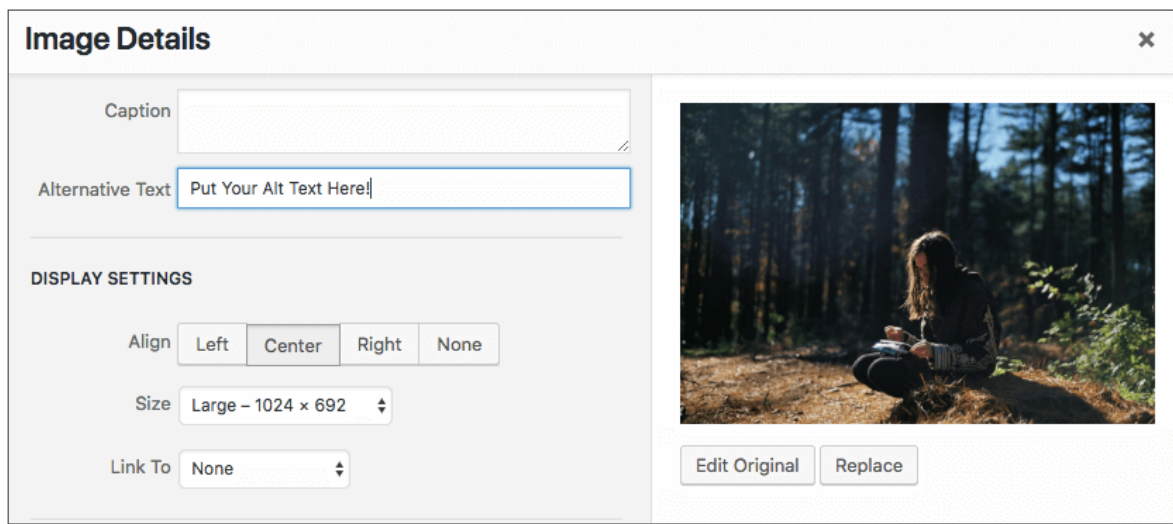 Image Details
×
Caption
Alternative Text Put Your Alt Text Here!
DISPLAY SETTINGS
Align Left Center Right None
Size Large – 1024 × 692
Link To None
Edit Original Replace